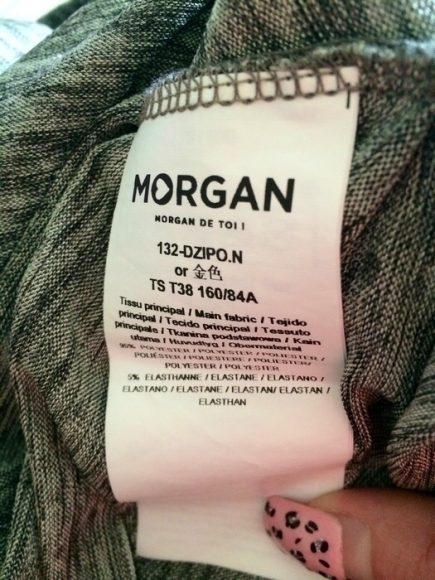 MORGAN
MORGAN DE TOI !
132-DZIPO.N
or 金色
TS T38 160/84A
Tissu principal / Main fabric / Tejido
principal / Tecido principal / Tessuto
principale / Tkanina podstawowa / Kain
utama / Huvudtyg / Obermaterial
95% POLYESTER / POLYESTER / POLYESTER /
POLIÉSTER / POLIESTERE / POLIESTER/
POLYESTER / POLYESTER
5% ELASTHANNE / ELASTANE / ELASTANO /
ELASTANO / ELASTANE / ELASTAN/ ELASTAN /
ELASTHAN